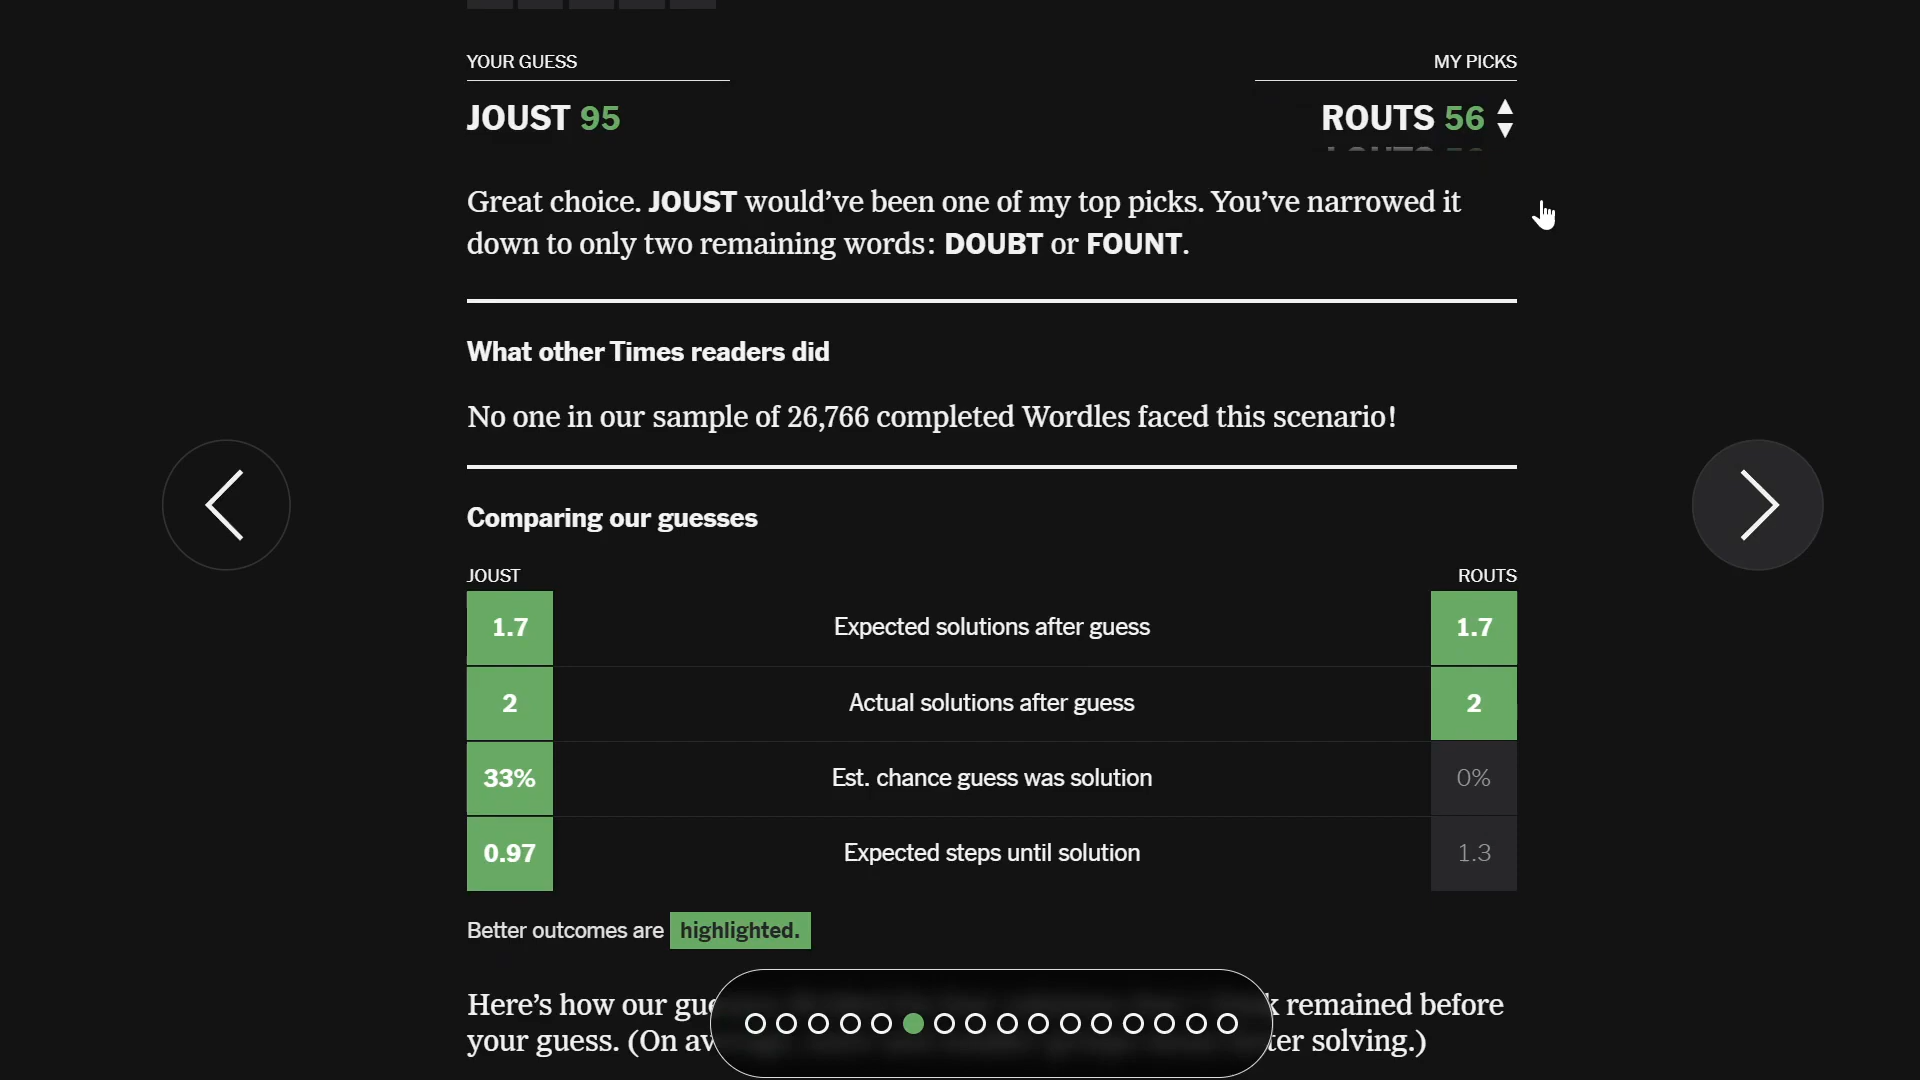 YOUR GUESS
MY PICKS
JOUST 95
ROUTS 56
Great choice. JOUST would’ve been one of my top picks. You’ve narrowed it
down to only two remaining words: DOUBT or FOUNT.
What other Times readers did
No one in our sample of 26,766 completed Wordles faced this scenario!
Comparing our guesses
JOUST
ROUTS
1.7 Expected solutions after guess 1.7
2 Actual solutions after guess 2
33% Est. chance guess was solution 0%
0.97 Expected steps until solution 1.3
Better outcomes are highlighted.
Here’s how our remained before
your guess. (On solving.)